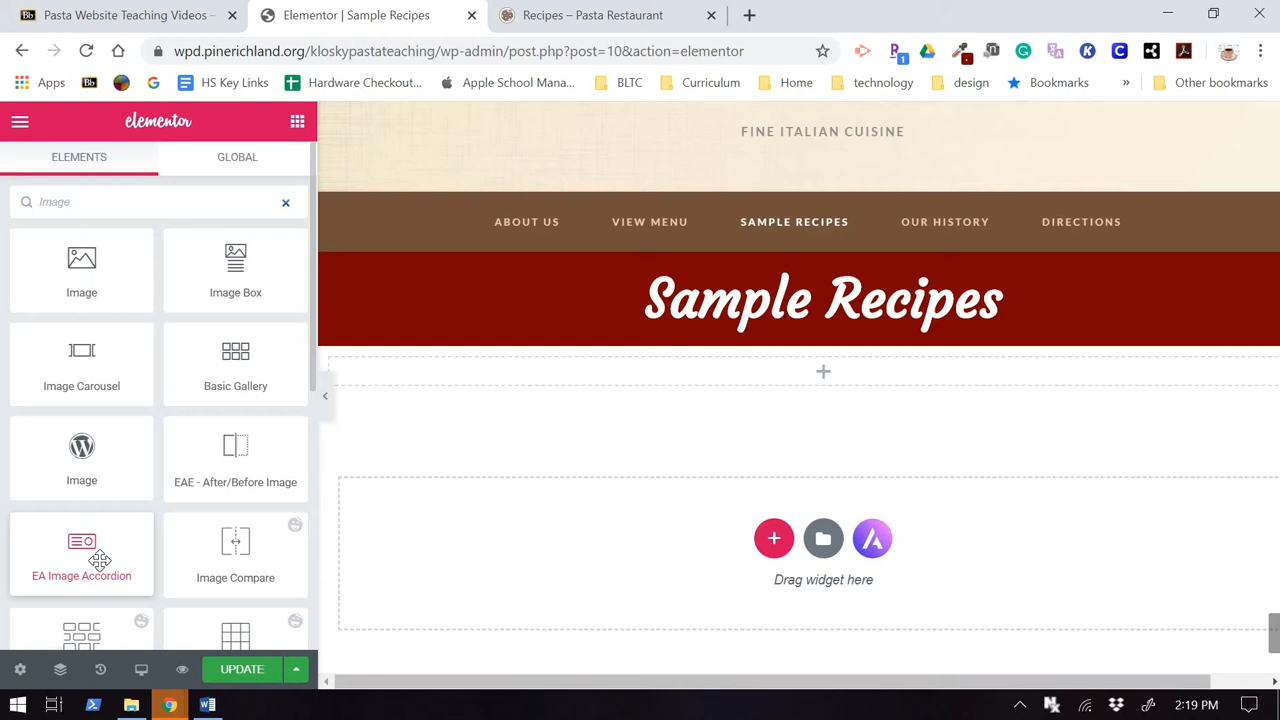 Bb Pasta Website Teaching Videos –
Elementor | Sample Recipes
Recipes – Pasta Restaurant
wpd.pinerichland.org/kloskypastateaching/wp-admin/post.php?post=10&action=elementor
Apps
Bb
HS Key Links
Hardware Checkout...
Apple School Mana...
BLTC
Curriculum
Home
technology
design
Bookmarks
»
Other bookmarks
elementor
ELEMENTS
GLOBAL
Image
Image
Image Box
Image Carousel
Basic Gallery
Image
EAE - After/Before Image
EA Image Accordion
Image Compare
UPDATE
FINE ITALIAN CUISINE
ABOUT US
VIEW MENU
SAMPLE RECIPES
OUR HISTORY
DIRECTIONS
Sample Recipes
Drag widget here
2:19 PM